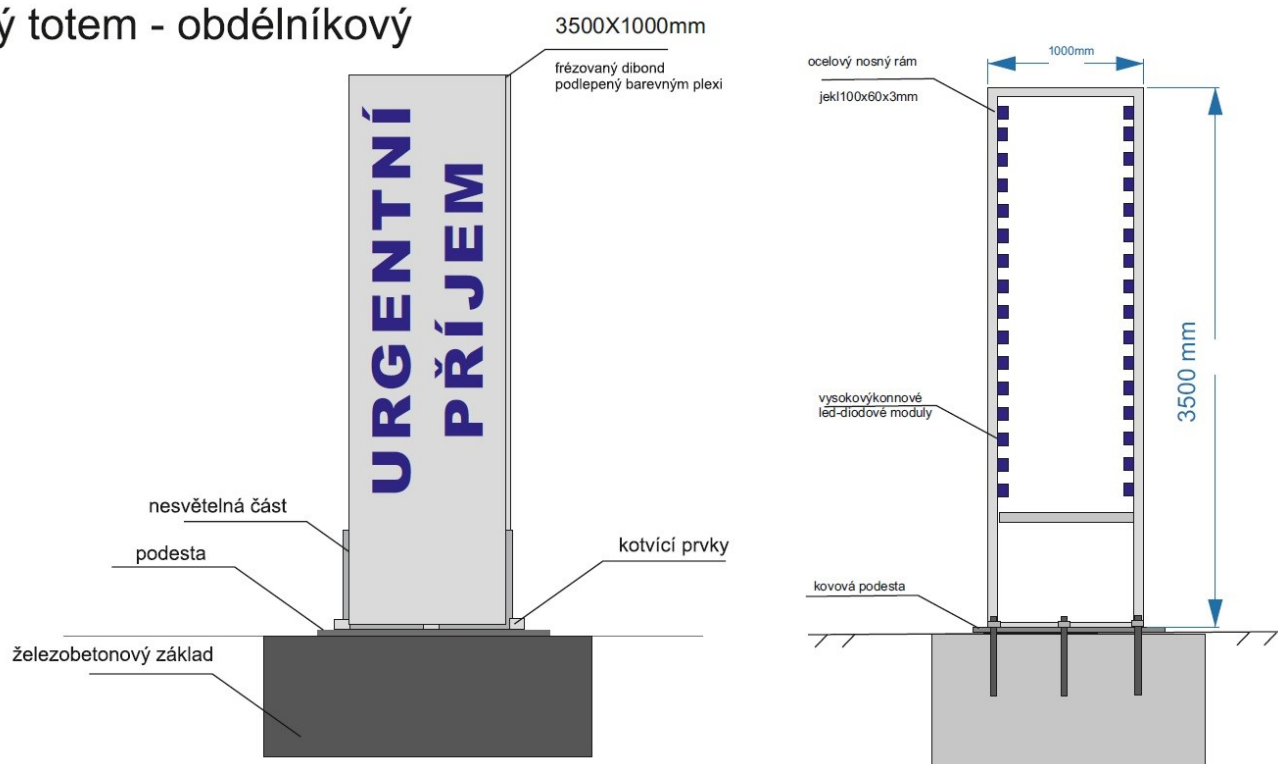 ý totem - obdélníkový
3500X1000mm
frézovaný dibond
podlepený barevným plexi
URGENTNÍ
PŘÍJEM
nesvětelná část
podesta
kotvící prvky
železobetonový základ
1000mm
ocelový nosný rám
jekl100x60x3mm
3500 mm
vysokovýkonnové
led-diodové moduly
kovová podesta